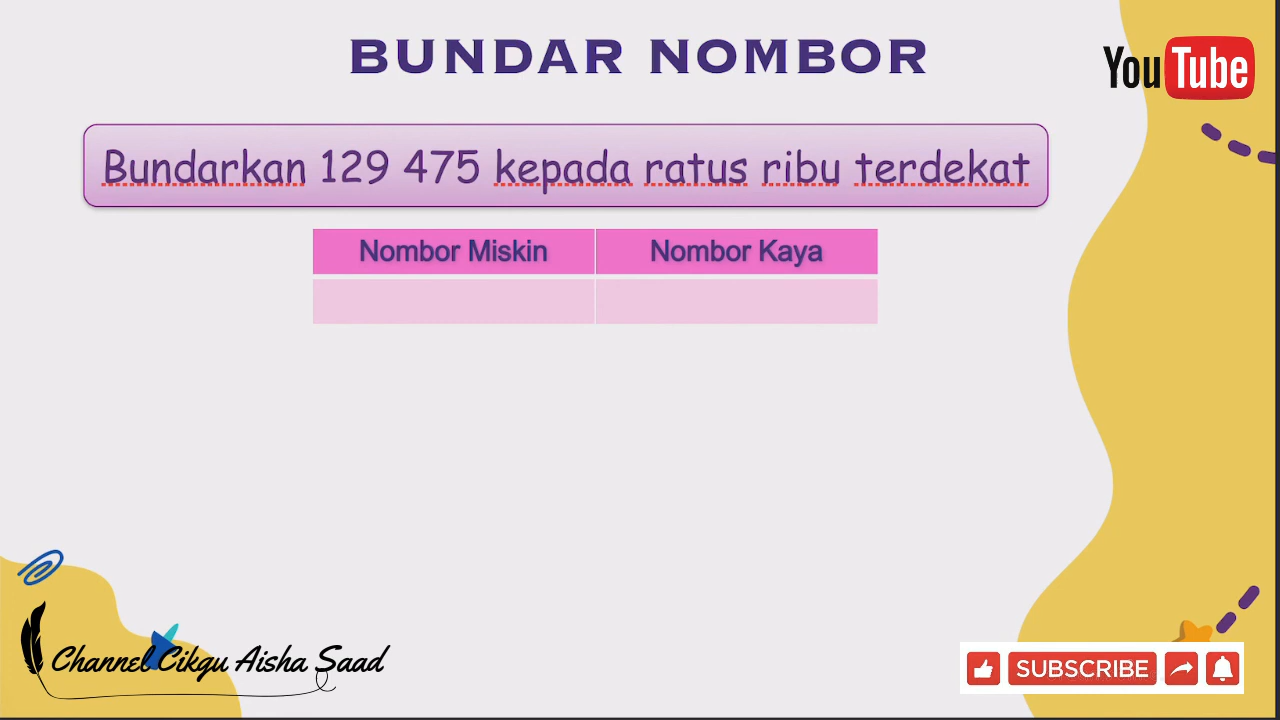 BUNDAR NOMBOR
YouTube
Bundarkan 129 475 kepada ratus ribu terdekat
Nombor Miskin Nombor Kaya
Channel Cikgu Aisha Saad
SUBSCRIBE